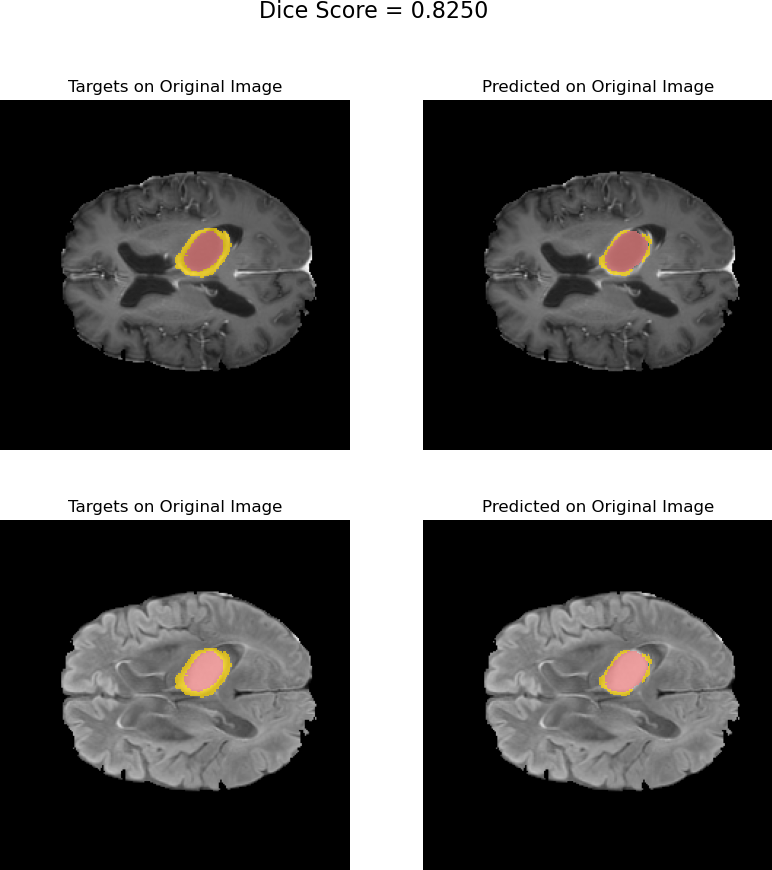 Dice Score = 0.8250
Targets on Original Image
Predicted on Original Image
Targets on Original Image
Predicted on Original Image